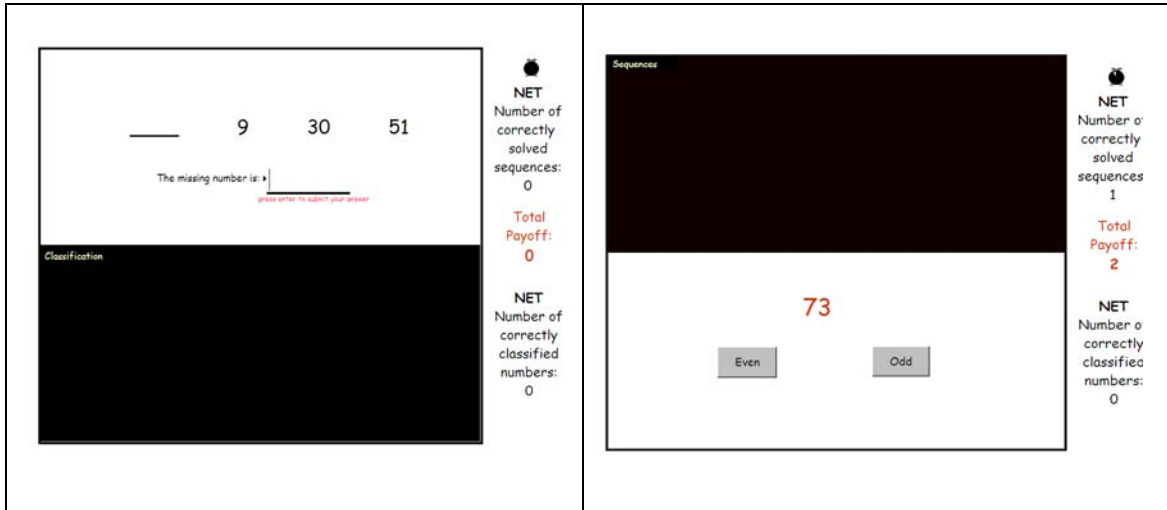 ____ 9 30 51
The missing number is:
press enter to submit your answer
Classification
NET
Number of
correctly
solved
sequences:
0
Total
Payoff:
0
NET
Number of
correctly
classified
numbers:
0
Sequences
73
Even Odd
NET
Number o
correctly
solved
sequences
1
Total
Payoff:
2
NET
Number o
correctly
classified
numbers:
0